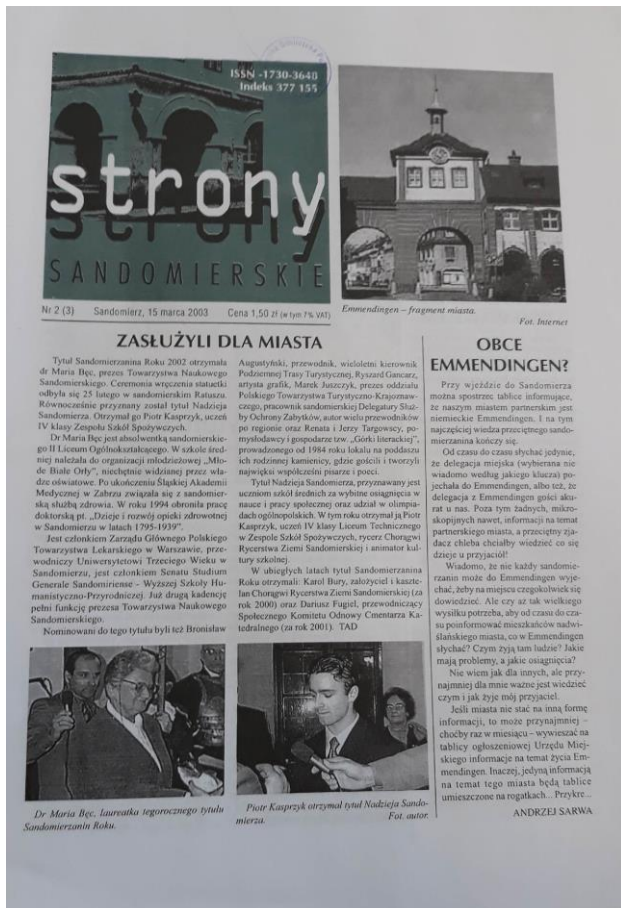 ISSN -1730-3640
Indeks 377 155
strony
SANDOMIERSKIE
Nr 2 (3) Sandomierz, 15 marca 2003 Cena 1,50 zł (w tym 7% VAT)
Emmendingen – fragment miasta.
Fot. Internet
ZASŁUŻYLI DLA MIASTA
Tytuł Sandomierzanina Roku 2002 otrzymała
dr Maria Bęc, prezes Towarzystwa Naukowego
Sandomierskiego. Ceremonia wręczenia statuetki
odbyła się 25 lutego w sandomierskim Ratuszu.
Równocześnie przyznany został tytuł Nadzieja
Sandomierza. Otrzymał go Piotr Kasprzyk, uczeń
IV klasy Zespołu Szkół Spożywczych.
Dr Maria Bęc jest absolwentką sandomierskie-
go II Liceum Ogólnokształcącego. W szkole śred-
niej należała do organizacji młodzieżowej „Mło-
de Białe Orły”, niechętnie widzianej przez wła-
dze oświatowe. Po ukończeniu Śląskiej Akademii
Medycznej w Zabrzu związała się z sandomier-
ską służbą zdrowia. W roku 1994 obroniła pracę
doktorską pt. „Dzieje i rozwój opieki zdrowotnej
w Sandomierzu w latach 1795-1939”.
Jest członkiem Zarządu Głównego Polskiego
Towarzystwa Lekarskiego w Warszawie, prze-
wodniczy Uniwersytetowi Trzeciego Wieku w
Sandomierzu, jest członkiem Senatu Studium
Generale Sandomiriense - Wyższej Szkoły Hu-
manistyczno-Przyrodniczej. Już drugą kadencję
pełni funkcję prezesa Towarzystwa Naukowego
Sandomierskiego.
Nominowani do tego tytułu byli też Bronisław
Augustyński, przewodnik, wieloletni kierownik
Podziemnej Trasy Turystycznej, Ryszard Gancarz,
artysta grafik, Marek Juszczyk, prezes oddziału
Polskiego Towarzystwa Turystyczno-Krajoznaw-
czego, pracownik sandomierskiej Delegatury Służ-
by Ochrony Zabytków, autor wielu przewodników
po regionie oraz Renata i Jerzy Targowscy, po-
mysłodawcy i gospodarze tzw. „Górki literackiej”,
prowadzonego od 1984 roku lokalu na poddaszu
ich rodzinnej kamienicy, gdzie gościli i tworzyli
najwięksi współcześni pisarze i poeci.
Tytuł Nadzieja Sandomierza, przyznawany jest
uczniom szkół średnich za wybitne osiągnięcia w
nauce i pracy społecznej oraz udział w olimpia-
dach ogólnopolskich. W tym roku otrzymał ją Piotr
Kasprzyk, uczeń IV klasy Liceum Technicznego
w Zespole Szkół Spożywczych, rycerz Chorągwi
Rycerstwa Ziemi Sandomierskiej i animator kul-
tury szkolnej.
W ubiegłych latach tytuł Sandomierzanina
Roku otrzymali: Karol Bury, założyciel i kaszte-
lan Chorągwi Rycerstwa Ziemi Sandomierskiej (za
rok 2000) oraz Dariusz Fugiel, przewodniczący
Społecznego Komitetu Odnowy Cmentarza Ka-
tedralnego (za rok 2001). TAD
Dr Maria Bęc, laureatka tegorocznego tytułu
Sandomierzanin Roku.
Piotr Kasprzyk otrzymał tytuł Nadzieja Sando-
mierza. Fot. autor.
OBCE
EMMENDINGEN?
Przy wjeździe do Sandomierza
można spostrzec tablice informujące,
że naszym miastem partnerskim jest
niemieckie Emmendingen. I na tym
najczęściej wiedza przeciętnego sando-
mierzanina kończy się.
Od czasu do czasu słychać jedynie,
że delegacja miejska (wybierana nie
wiadomo według jakiego klucza) po-
jechała do Emmendingen, albo też, że
delegacja z Emmendingen gości aku-
rat u nas. Poza tym żadnych, mikro-
skopijnych nawet, informacji na temat
partnerskiego miasta, a przeciętny zja-
dacz chleba chciałby wiedzieć co się
dzieje u przyjaciół!
Wiadomo, że nie każdy sandomie-
rzanin może do Emmendingen wyje-
chać, żeby na miejscu czegokolwiek się
dowiedzieć. Ale czy aż tak wielkiego
wysiłku potrzeba, aby od czasu do cza-
su poinformować mieszkańców nadwi-
ślańskiego miasta, co w Emmendingen
słychać? Czym żyją tam ludzie? Jakie
mają problemy, a jakie osiągnięcia?
Nie wiem jak dla innych, ale przy-
najmniej dla mnie ważne jest wiedzieć
czym i jak żyje mój przyjaciel.
Jeśli miasta nie stać na inną formę
informacji, to może przynajmniej –
choćby raz w miesiącu - wywieszać na
tablicy ogłoszeniowej Urzędu Miej-
skiego informacje na temat życia Em-
mendingen. Inaczej, jedyną informacją
na temat tego miasta będą tablice
umieszczone na rogatkach... Przykre...
ANDRZEJ SARWA